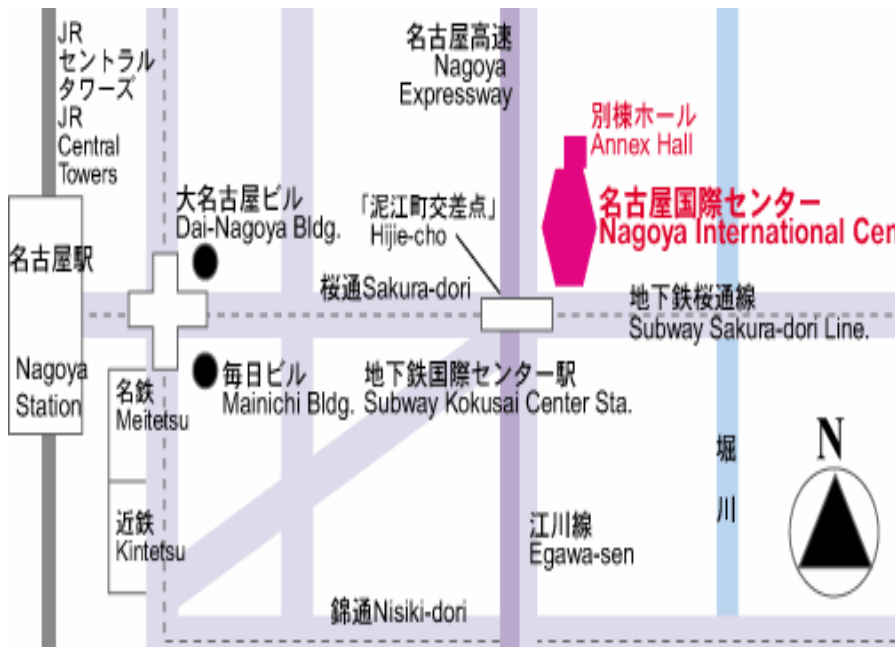 JR
セントラル
タワーズ
JR
Central
Towers
名古屋高速
Nagoya
Expressway
別棟ホール
Annex Hall
大名古屋ビル
Dai-Nagoya Bldg.
「泥江町交差点」
Hijie-cho
名古屋国際センター
Nagoya International Cen
名古屋駅
Nagoya
Station
桜通Sakura-dori
地下鉄桜通線
Subway Sakura-dori Line.
名鉄
Meitetsu
毎日ビル
Mainichi Bldg.
地下鉄国際センター駅
Subway Kokusai Center Sta.
堀
川
N
近鉄
Kintetsu
江川線
Egawa-sen
錦通Nisiki-dori